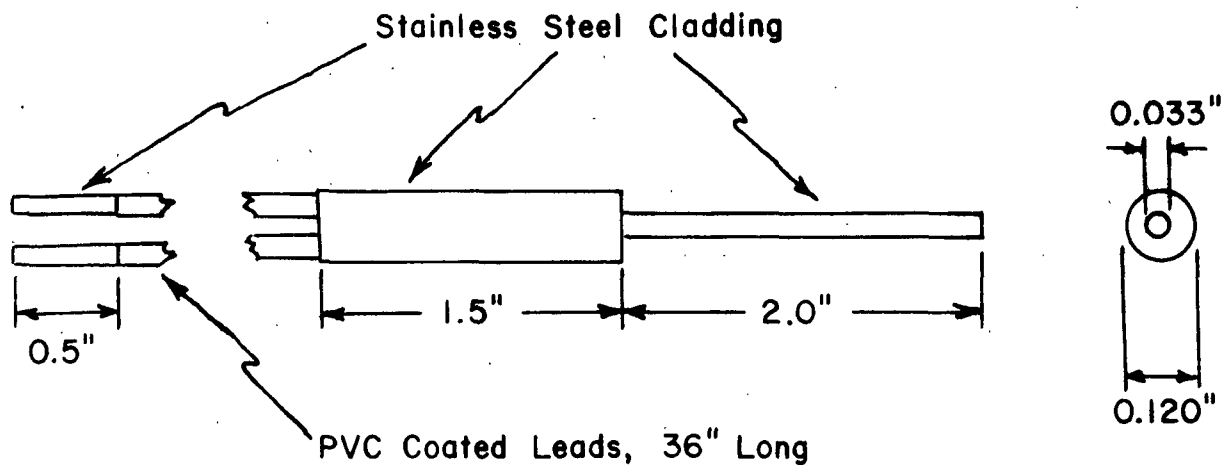 Stainless Steel Cladding
0.033"
1.5"
2.0"
0.5"
0.120"
PVC Coated Leads, 36" Long